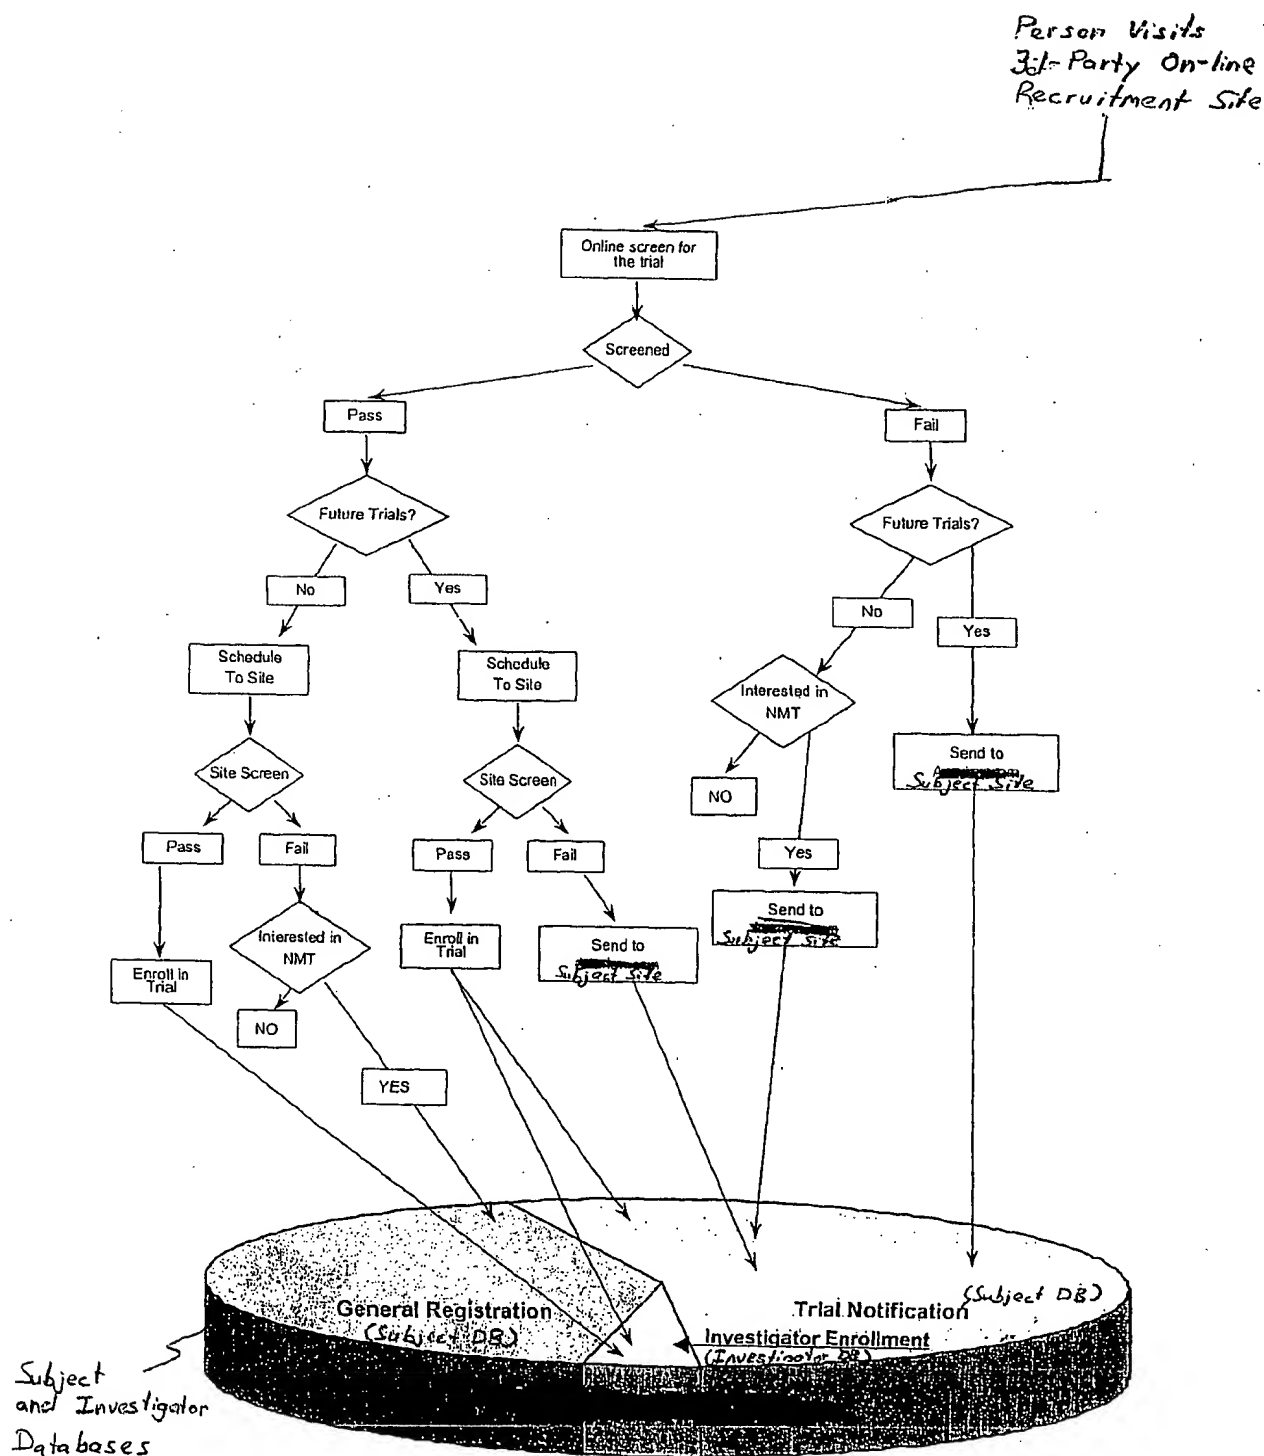 Person Visits
3rd-Party On-line
Recruitment Site
Online screen for
the trial
Screened
Pass
Fail
Future Trials?
Future Trials?
No
Yes
No
Yes
Schedule
To Site
Schedule
To Site
Interested in
NMT
Send to
Subject Site
Site Screen
Site Screen
NO
Pass
Fail
Pass
Fail
Yes
Send to
Subject Site
Interested in
NMT
Enroll in
Trial
Send to
Subject Site
Enroll in
Trial
NO
YES
General Registration
(Subject DB)
Trial Notification
(Subject DB)
Investigator Enrollment
(Investigator DB)
Subject
and Investigator
Databases